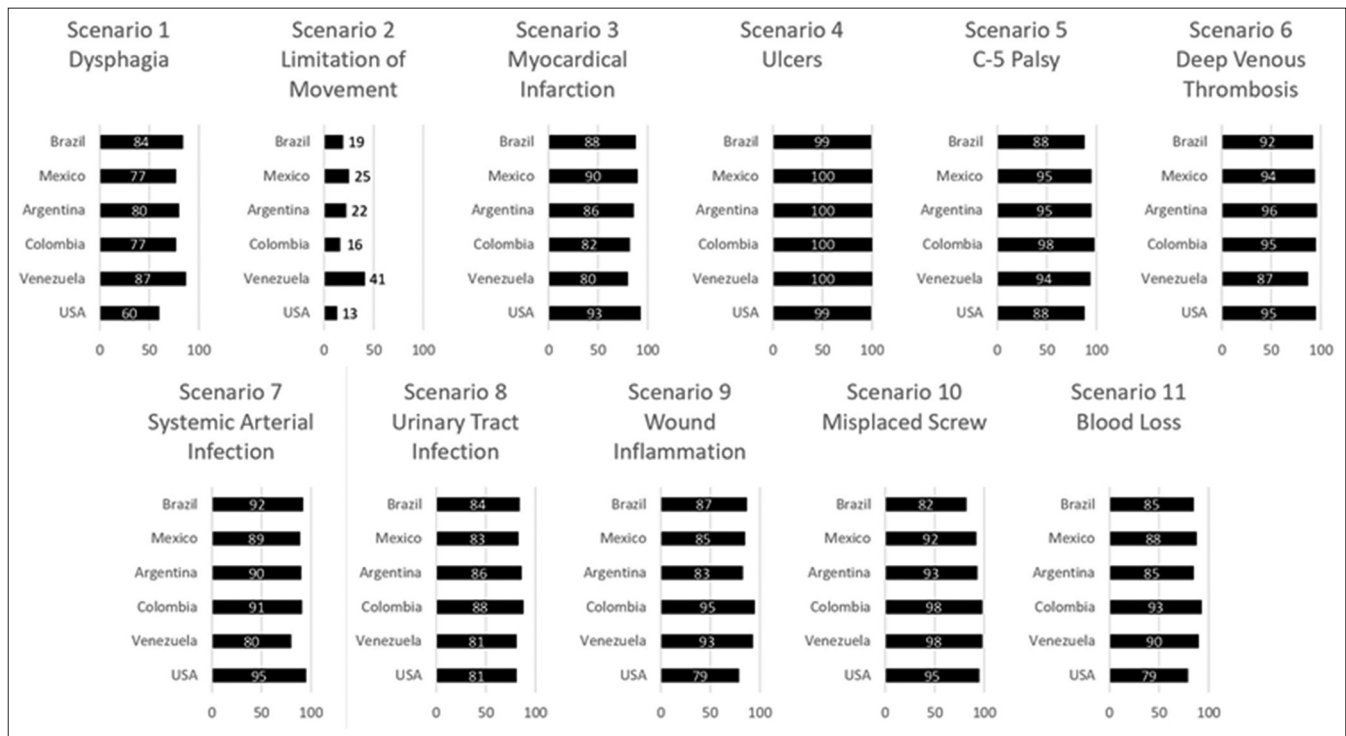 Scenario 1
Dysphagia
Brazil 84
Mexico 77
Argentina 80
Colombia 77
Venezuela 87
USA 60
0 50 100
Scenario 2
Limitation of
Movement
Brazil 19
Mexico 25
Argentina 22
Colombia 16
Venezuela 41
USA 13
0 50 100
Scenario 3
Myocardical
Infarction
Brazil 88
Mexico 90
Argentina 86
Colombia 82
Venezuela 80
USA 93
0 50 100
Scenario 4
Ulcers
Brazil 99
Mexico 100
Argentina 100
Colombia 100
Venezuela 100
USA 99
0 50 100
Scenario 5
C-5 Palsy
Brazil 88
Mexico 95
Argentina 95
Colombia 98
Venezuela 94
USA 88
0 50 100
Scenario 6
Deep Venous
Thrombosis
Brazil 92
Mexico 94
Argentina 96
Colombia 95
Venezuela 87
USA 95
0 50 100
Scenario 7
Systemic Arterial
Infection
Brazil 92
Mexico 89
Argentina 90
Colombia 91
Venezuela 80
USA 95
0 50 100
Scenario 8
Urinary Tract
Infection
Brazil 84
Mexico 83
Argentina 86
Colombia 88
Venezuela 81
USA 81
0 50 100
Scenario 9
Wound
Inflammation
Brazil 87
Mexico 85
Argentina 83
Colombia 95
Venezuela 93
USA 79
0 50 100
Scenario 10
Misplaced Screw
Brazil 82
Mexico 92
Argentina 93
Colombia 98
Venezuela 98
USA 95
0 50 100
Scenario 11
Blood Loss
Brazil 85
Mexico 88
Argentina 85
Colombia 93
Venezuela 90
USA 79
0 50 100